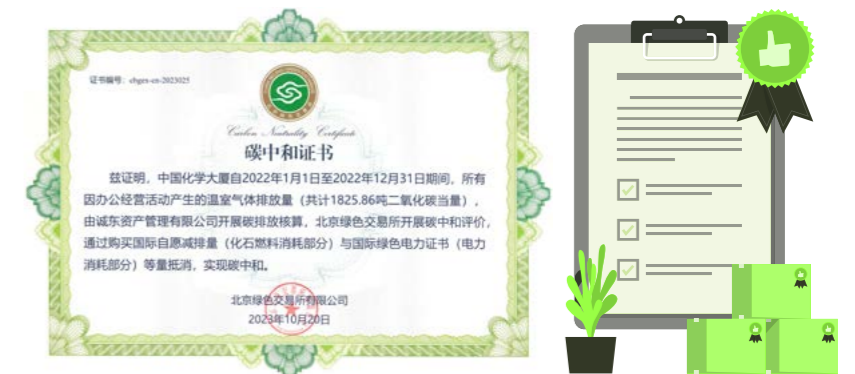 证书编号：cbgex-cn-2023025
Carbon Neutrality Certificate
碳中和证书
兹证明，中国化学大厦自2022年1月1日至2022年12月31日期间，所有
因办公经营活动产生的温室气体排放量（共计1825.86吨二氧化碳当量），
由诚东资产管理有限公司开展碳排放核算，北京绿色交易所开展碳中和评价，
通过购买国际自愿减排量（化石燃料消耗部分）与国际绿色电力证书（电力
消耗部分）等量抵消，实现碳中和。
北京绿色交易所有限公司
2023年10月20日